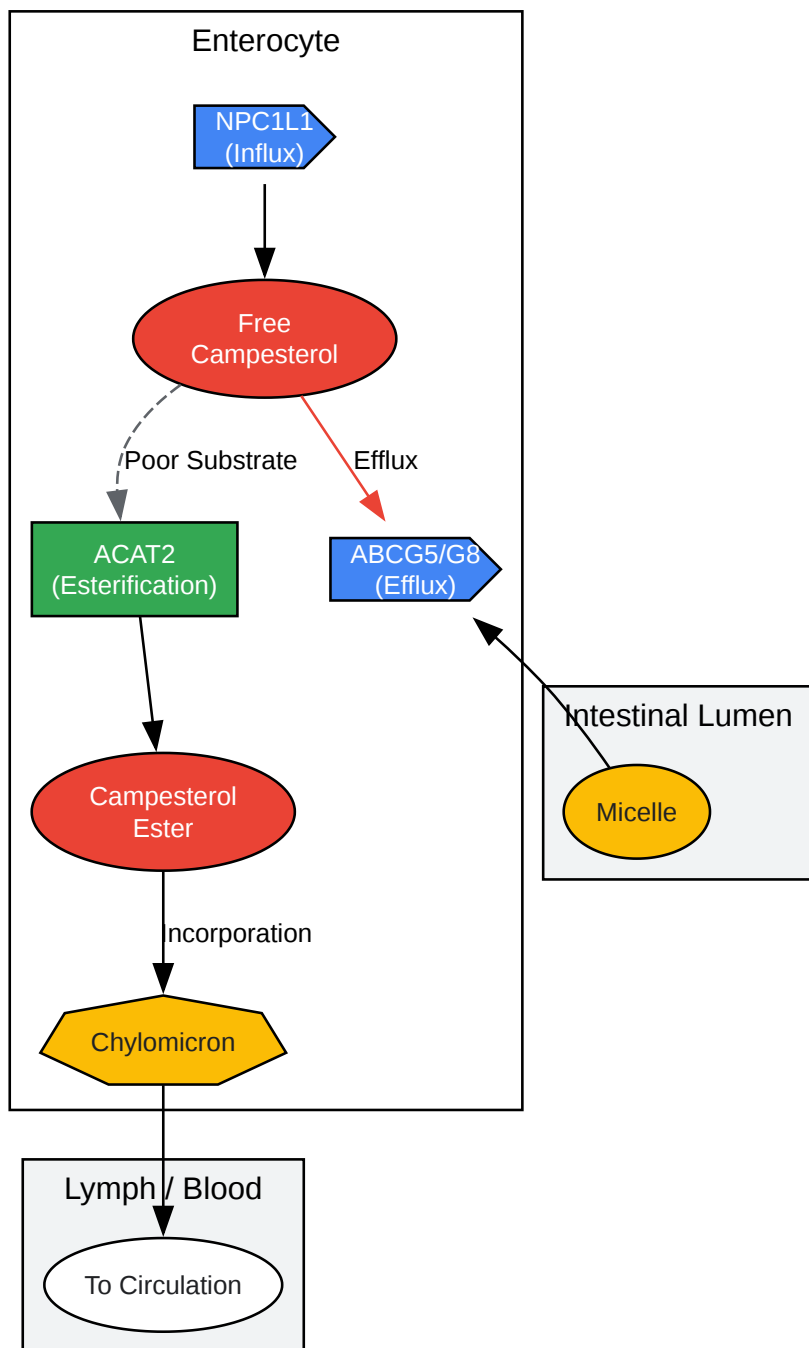 Enterocyte
NPC1L1
(Influx)
Free
Campesterol
Poor Substrate
Efflux
ACAT2
(Esterification)
ABCG5/G8
(Efflux)
Intestinal Lumen
Micelle
Campesterol
Ester
Incorporation
Chylomicron
Lymph / Blood
To Circulation